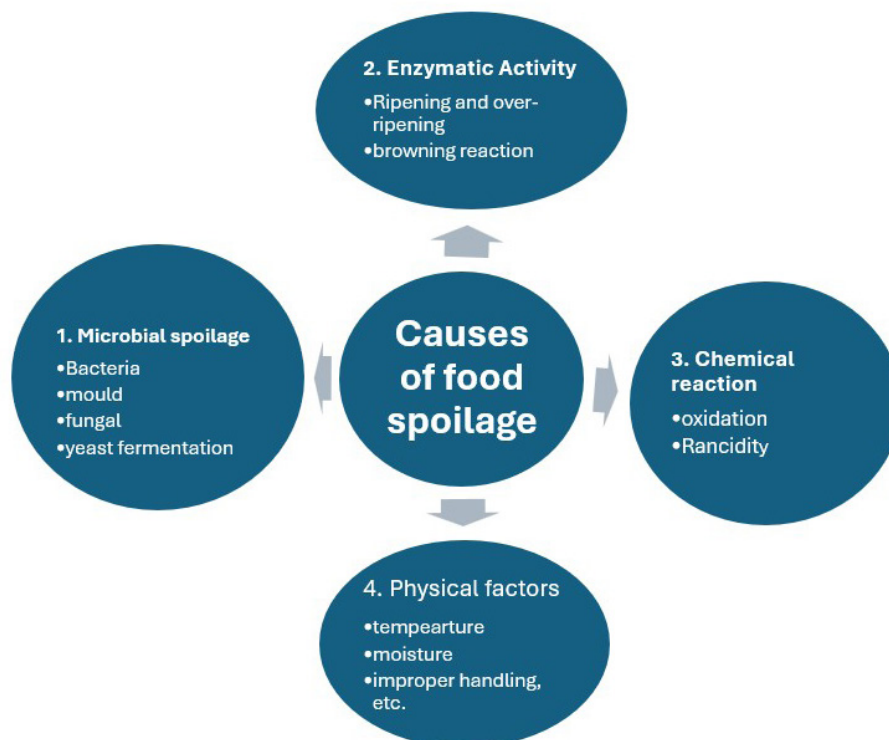 2. Enzymatic Activity
•Ripening and over-
ripening
•browning reaction
1. Microbial spoilage
•Bacteria
•mould
•fungal
•yeast fermentation
Causes
of food
spoilage
3. Chemical
reaction
•oxidation
•Rancidity
4. Physical factors
•tempearture
•moisture
•improper handling,
etc.